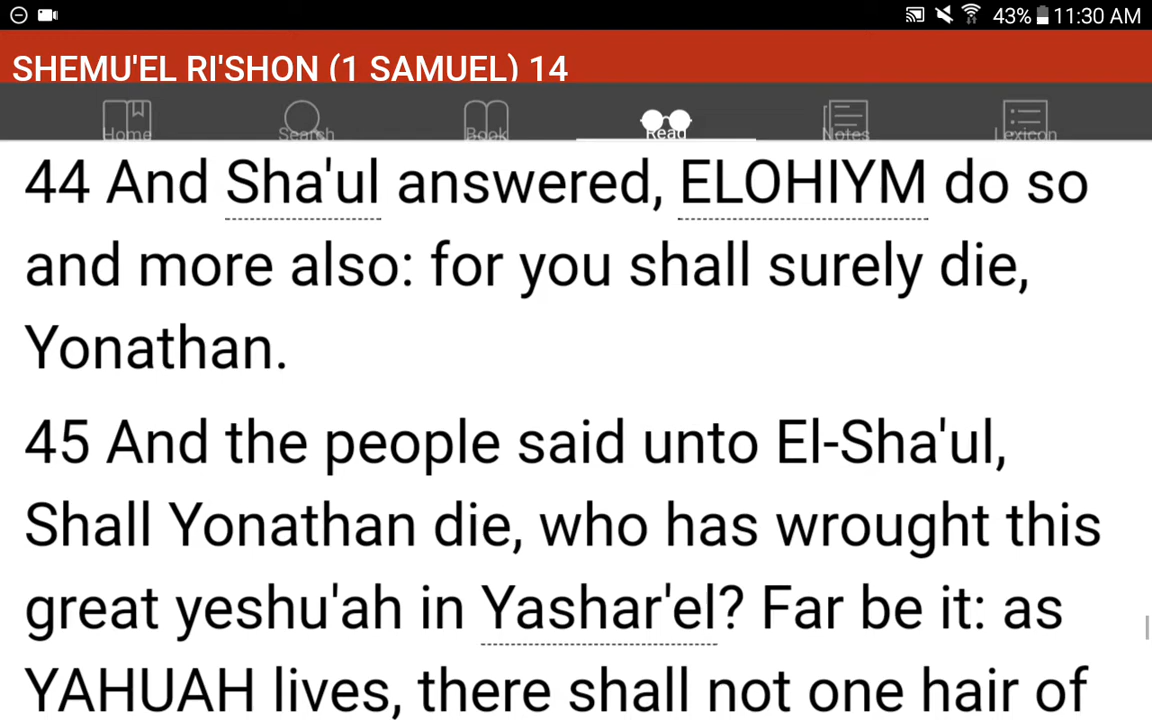 43% 11:30 AM
SHEMU'EL RI'SHON (1 SAMUEL) 14
Home Search Book Read Notes Lexicon
44 And Sha'ul answered, ELOHIYM do so
and more also: for you shall surely die,
Yonathan.
45 And the people said unto El-Sha'ul,
Shall Yonathan die, who has wrought this
great yeshu'ah in Yashar'el? Far be it: as
YAHUAH lives, there shall not one hair of